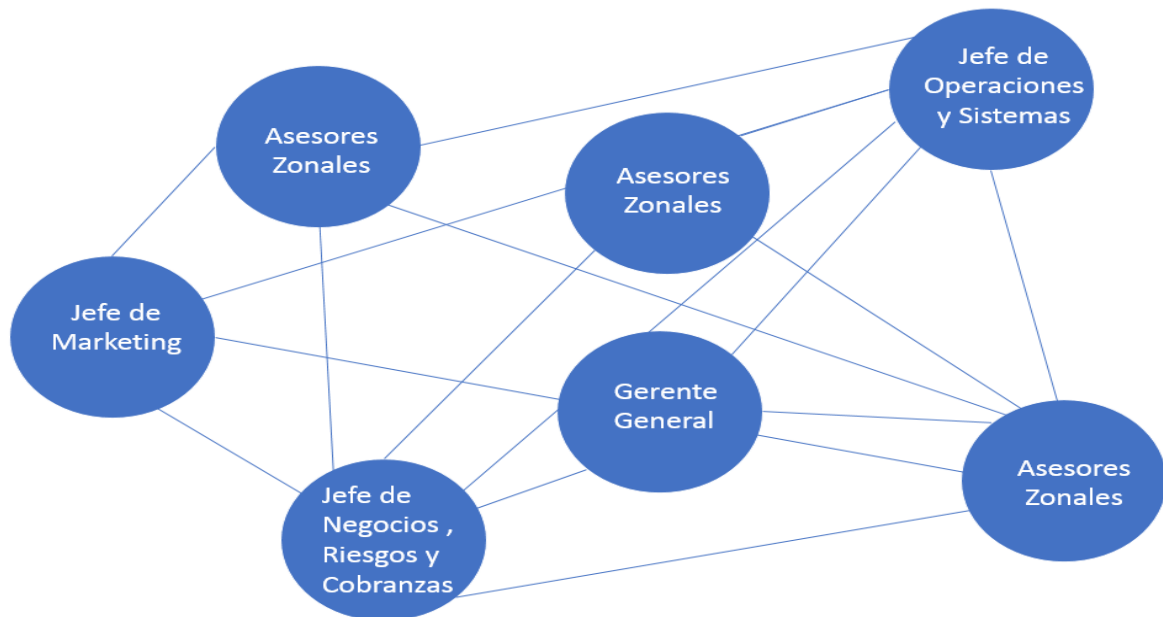 Jefe de
Operaciones
y Sistemas
Asesores
Zonales
Asesores
Zonales
Jefe de
Marketing
Gerente
General
Asesores
Zonales
Jefe de
Negocios ,
Riesgos y
Cobranzas